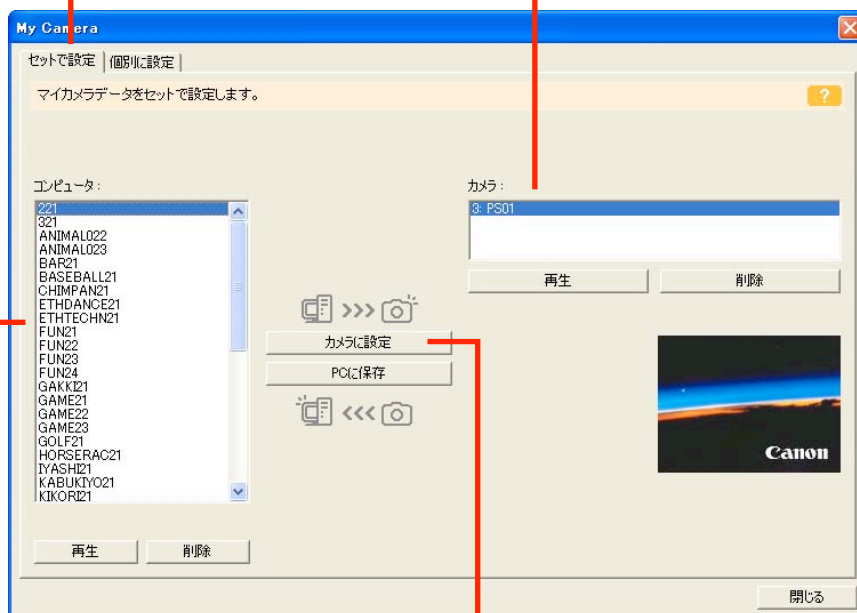 My Camera
セットで設定 個別に設定
マイカメラデータをセットで設定します。
?
コンピュータ:
221
321
ANIMAL022
ANIMAL023
BAR21
BASEBALL21
CHIMPAN21
ETHDANCE21
ETHTECHN21
FUN21
FUN22
FUN23
FUN24
GAKKI21
GAME21
GAME22
GAME23
GOLF21
HORSERAC21
IYASHI21
KABUKIYO21
KIKORI21
再生 削除
>>>
カメラに設定
PCに保存
<<<
カメラ:
3: PS01
再生 削除
Canon
閉じる